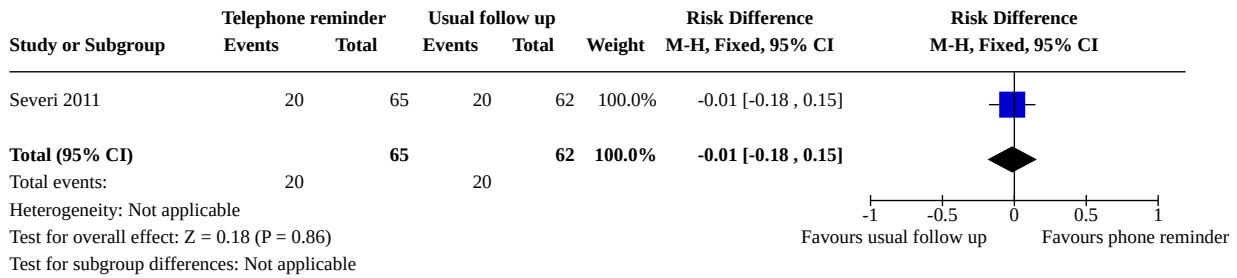 Telephone reminder Usual follow up Risk Difference Risk Difference
Study or Subgroup Events Total Events Total Weight M-H, Fixed, 95% CI M-H, Fixed, 95% CI
Severi 2011 20 65 20 62 100.0% -0.01 [-0.18 , 0.15]
Total (95% CI) 65 62 100.0% -0.01 [-0.18 , 0.15]
Total events: 20 20
Heterogeneity: Not applicable
-1 -0.5 0 0.5 1
Test for overall effect: Z = 0.18 (P = 0.86) Favours usual follow up Favours phone reminder
Test for subgroup differences: Not applicable